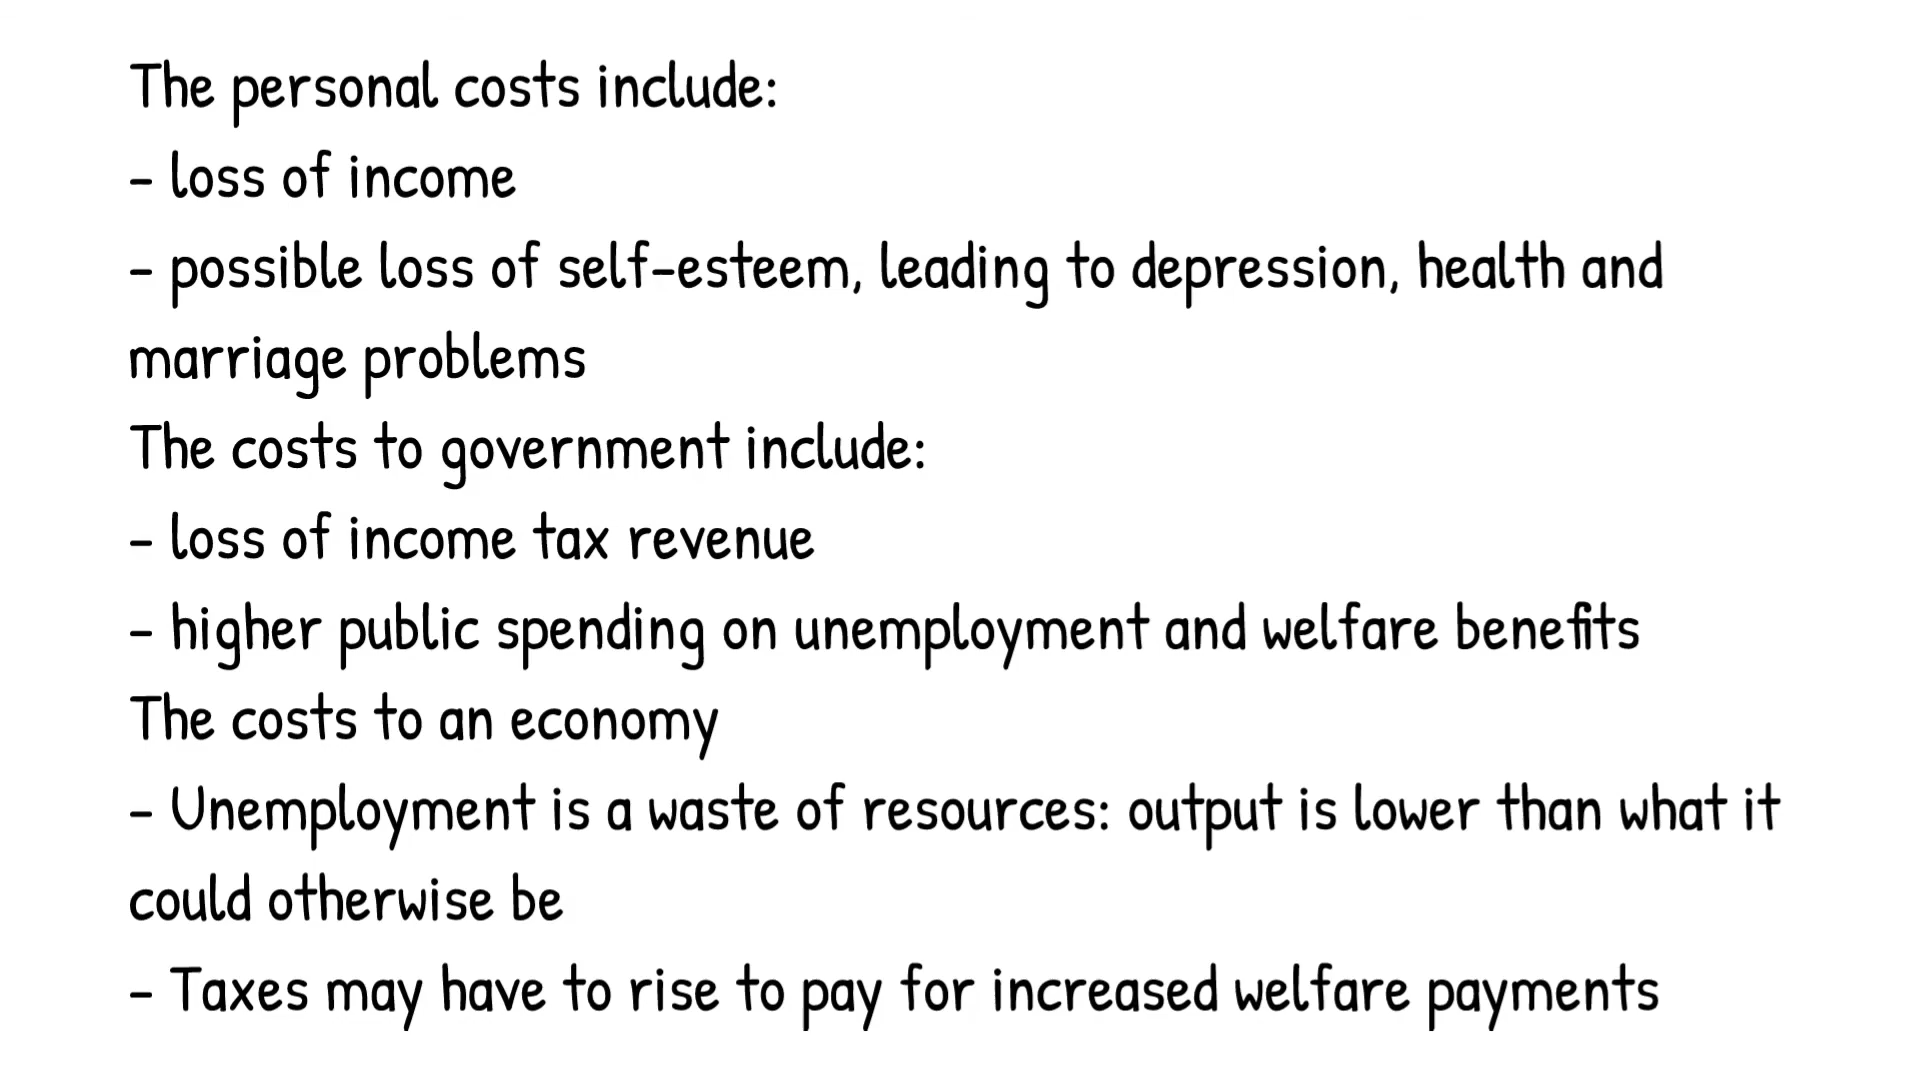 The personal costs include:
- loss of income
- possible loss of self-esteem, leading to depression, health and
marriage problems
The costs to government include:
- loss of income tax revenue
- higher public spending on unemployment and welfare benefits
The costs to an economy
- Unemployment is a waste of resources: output is lower than what it
could otherwise be
- Taxes may have to rise to pay for increased welfare payments